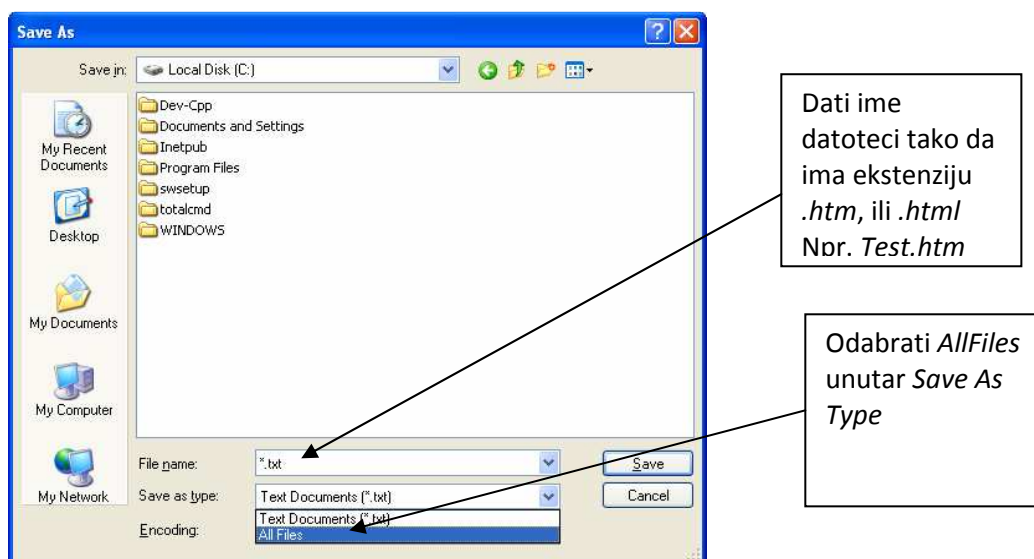 Save As
Save in:
Local Disk (C:)
My Recent
Documents
Desktop
My Documents
My Computer
My Network
Dev-Cpp
Documents and Settings
Inetpub
Program Files
swsetup
totalcmd
WINDOWS
File name:
*.txt
Save
Save as type:
Text Documents (*.txt)
Cancel
Encoding:
Text Documents (*.txt)
All Files
Dati ime
datoteci tako da
ima ekstenziju
.htm, ili .html
Npr. Test.htm
Odabrati AllFiles
unutar Save As
Type